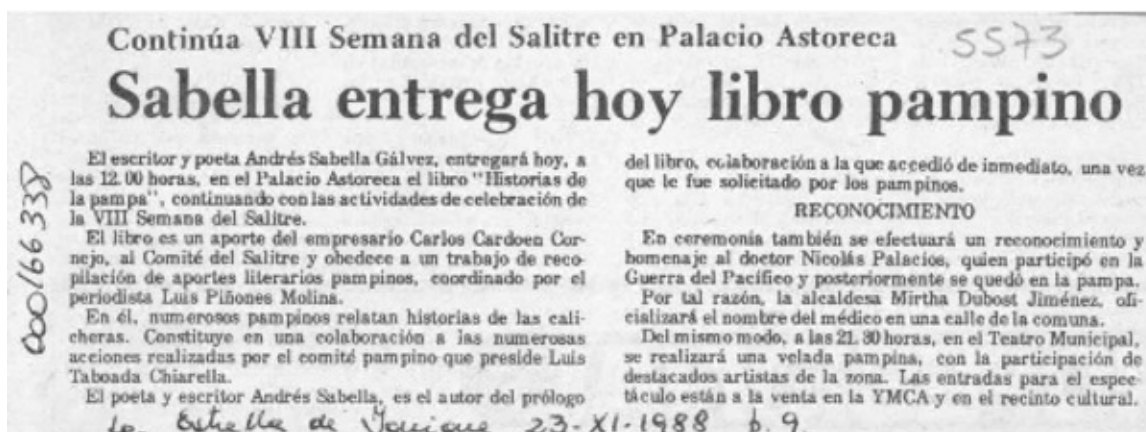 Continúa VIII Semana del Salitre en Palacio Astoreca
5573
Sabella entrega hoy libro pampino
00016633८
El escritor y poeta Andrés Sabella Gálvez, entregará hoy, a
las 12.00 horas, en el Palacio Astoreca el libro "Historias de
la pampa", continuando con las actividades de celebración de
la VIII Semana del Salitre.
El libro es un aporte del empresario Carlos Cardoen Cor-
nejo, al Comité del Salitre y obedece a un trabajo de reco-
pilación de aportes literarios pampinos, coordinado por el
periodista Luis Piñones Molina.
En él, numerosos pampinos relatan historias de las cali-
cheras. Constituye en una colaboración a las numerosas
acciones realizadas por el comité pampino que preside Luis
Taboada Chiarella.
El poeta y escritor Andrés Sabella, es el autor del prólogo
del libro, colaboración a la que accedió de inmediato, una vez
que le fue solicitado por los pampinos.
RECONOCIMIENTO
En ceremonia también se efectuará un reconocimiento y
homenaje al doctor Nicolás Palacios, quien participó en la
Guerra del Pacífico y posteriormente se quedó en la pampa.
Por tal razón, la alcaldesa Mirtha Dubost Jiménez, ofi-
cializará el nombre del médico en una calle de la comuna.
Del mismo modo, a las 21.30 horas, en el Teatro Municipal,
se realizará una velada pampina, con la participación de
destacados artistas de la zona. Las entradas para el espec-
táculo están a la venta en la YMCA y en el recinto cultural.
La Estrella de Iquique 23-XI-1988 p. 9.